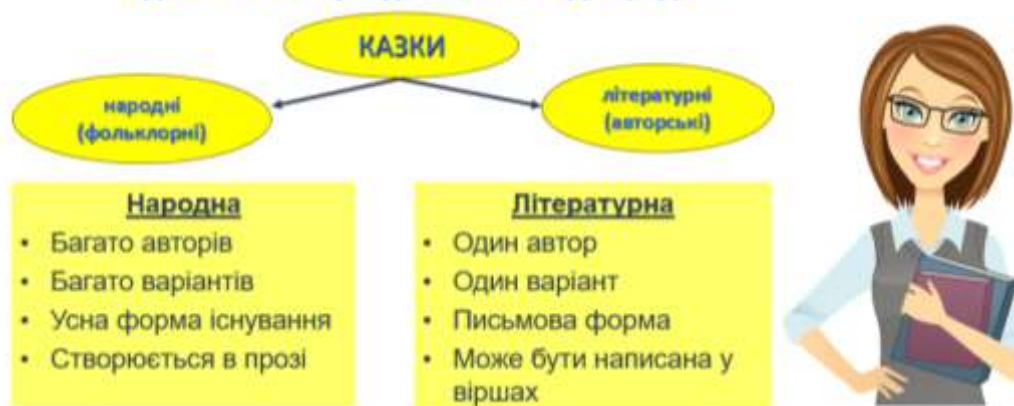 КАЗКИ
народні
(фольклорні)
літературні
(авторські)
Народна
• Багато авторів
• Багато варіантів
• Усна форма існування
• Створюється в прозі
Літературна
• Один автор
• Один варіант
• Письмова форма
• Може бути написана у
віршах